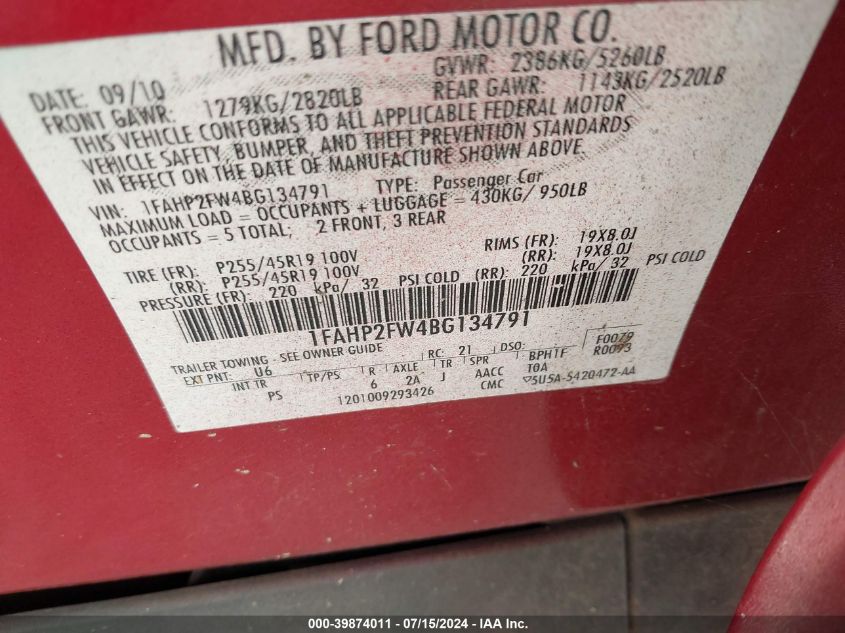 MFD. BY FORD MOTOR CO.
DATE: 09/10 GVWR: 2386KG/5260LB
FRONT GAWR: 1279KG/2820LB REAR GAWR: 1143KG/2520LB
THIS VEHICLE CONFORMS TO ALL APPLICABLE FEDERAL MOTOR
VEHICLE SAFETY, BUMPER, AND THEFT PREVENTION STANDARDS
IN EFFECT ON THE DATE OF MANUFACTURE SHOWN ABOVE.
VIN: 1FAHP2FW4BG134791 TYPE: Passenger Car
MAXIMUM LOAD = OCCUPANTS + LUGGAGE = 430KG/ 950LB
OCCUPANTS = 5 TOTAL; 2 FRONT, 3 REAR
TIRE (FR): P255/45R19 100V RIMS (FR): 19X8.0J
(RR): P255/45R19 100V (RR): 19X8.0J
PRESSURE (FR): 220 kPa/ 32 PSI COLD (RR): 220 kPa/ 32 PSI COLD
1FAHP2FW4BG134791
TRAILER TOWING - SEE OWNER GUIDE F0079
R0093
EXT PNT: U6 RC: 21 DSO:
INT TR TP/PS R AXLE TR SPR BPHTF
PS 6 2A J AACC T0A
CMC 5U5A-5420472-AA
1201009293426
000-39874011 - 07/15/2024 - IAA Inc.